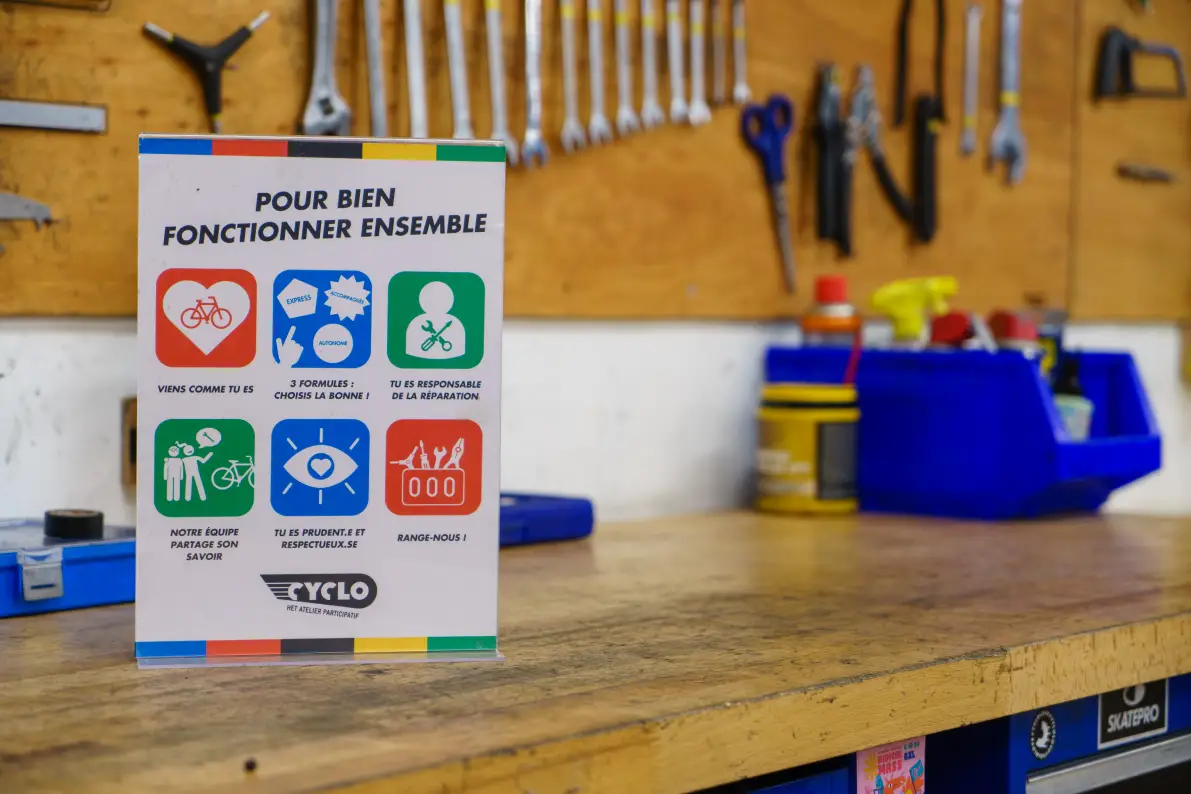 POUR BIEN
FONCTIONNER ENSEMBLE
EXPRESS
ACCOMPAGNÉE
AUTONOME
VIENS COMME TU ES
3 FORMULES :
CHOISIS LA BONNE !
TU ES RESPONSABLE
DE LA RÉPARATION.
NOTRE ÉQUIPE
PARTAGE SON
SAVOIR
TU ES PRUDENT.E ET
RESPECTUEUX.SE
RANGE-NOUS !
CYCLO
HET ATELIER PARTICIPATIF
SKATEPRO